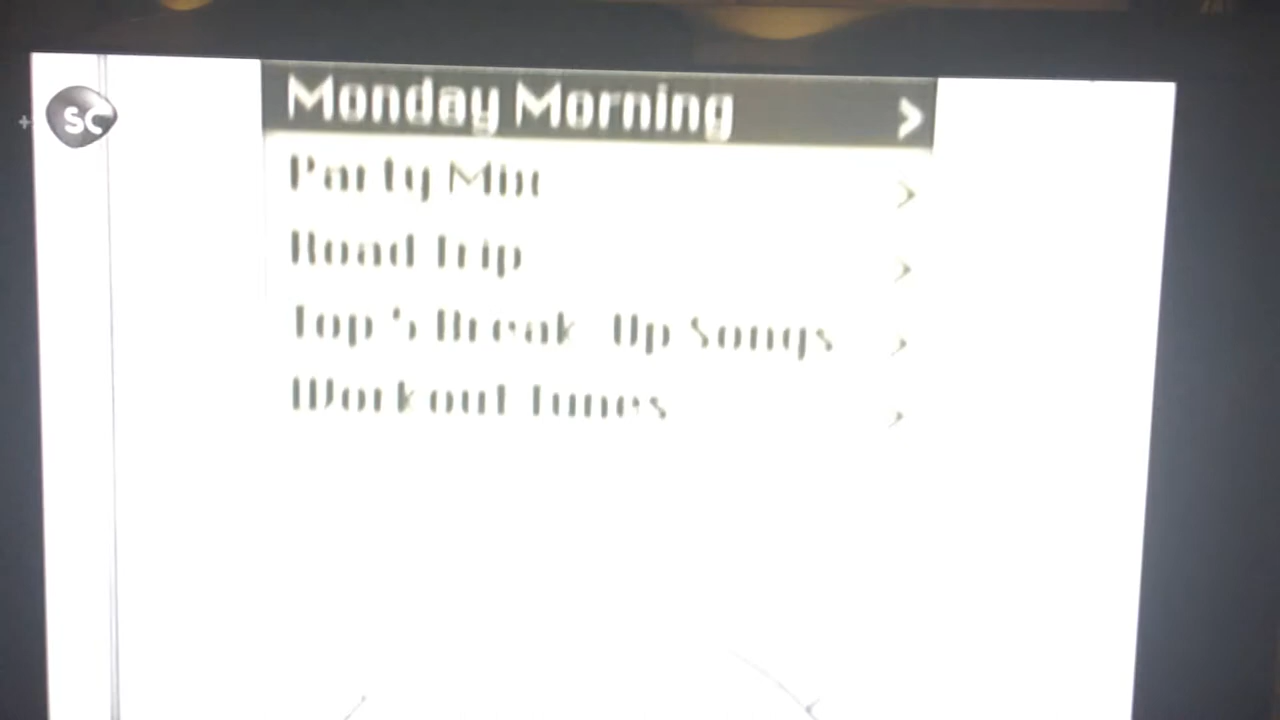 SC
Monday Morning >
Party Mix >
Road Trip >
Top 5 Break-Up Songs >
Workout Tunes >